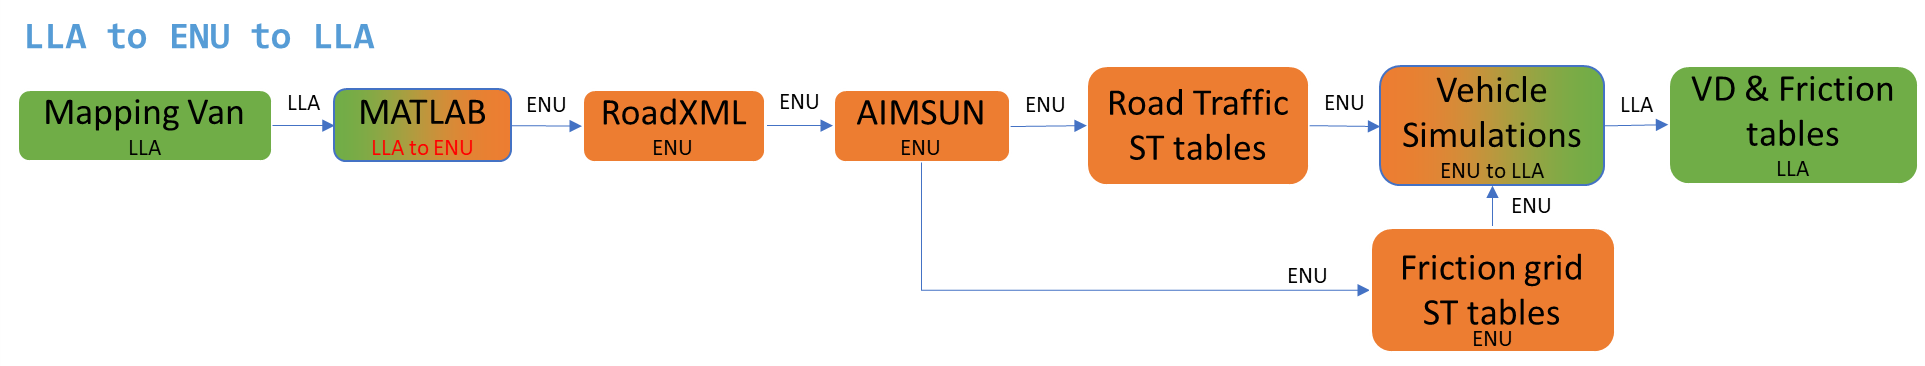 LLA to ENU to LLA
Mapping Van
LLA
LLA
MATLAB
LLA to ENU
ENU
RoadXML
ENU
ENU
AIMSUN
ENU
ENU
Road Traffic
ST tables
ENU
Vehicle
Simulations
ENU to LLA
LLA
VD & Friction
tables
LLA
ENU
ENU
Friction grid
ST tables
ENU